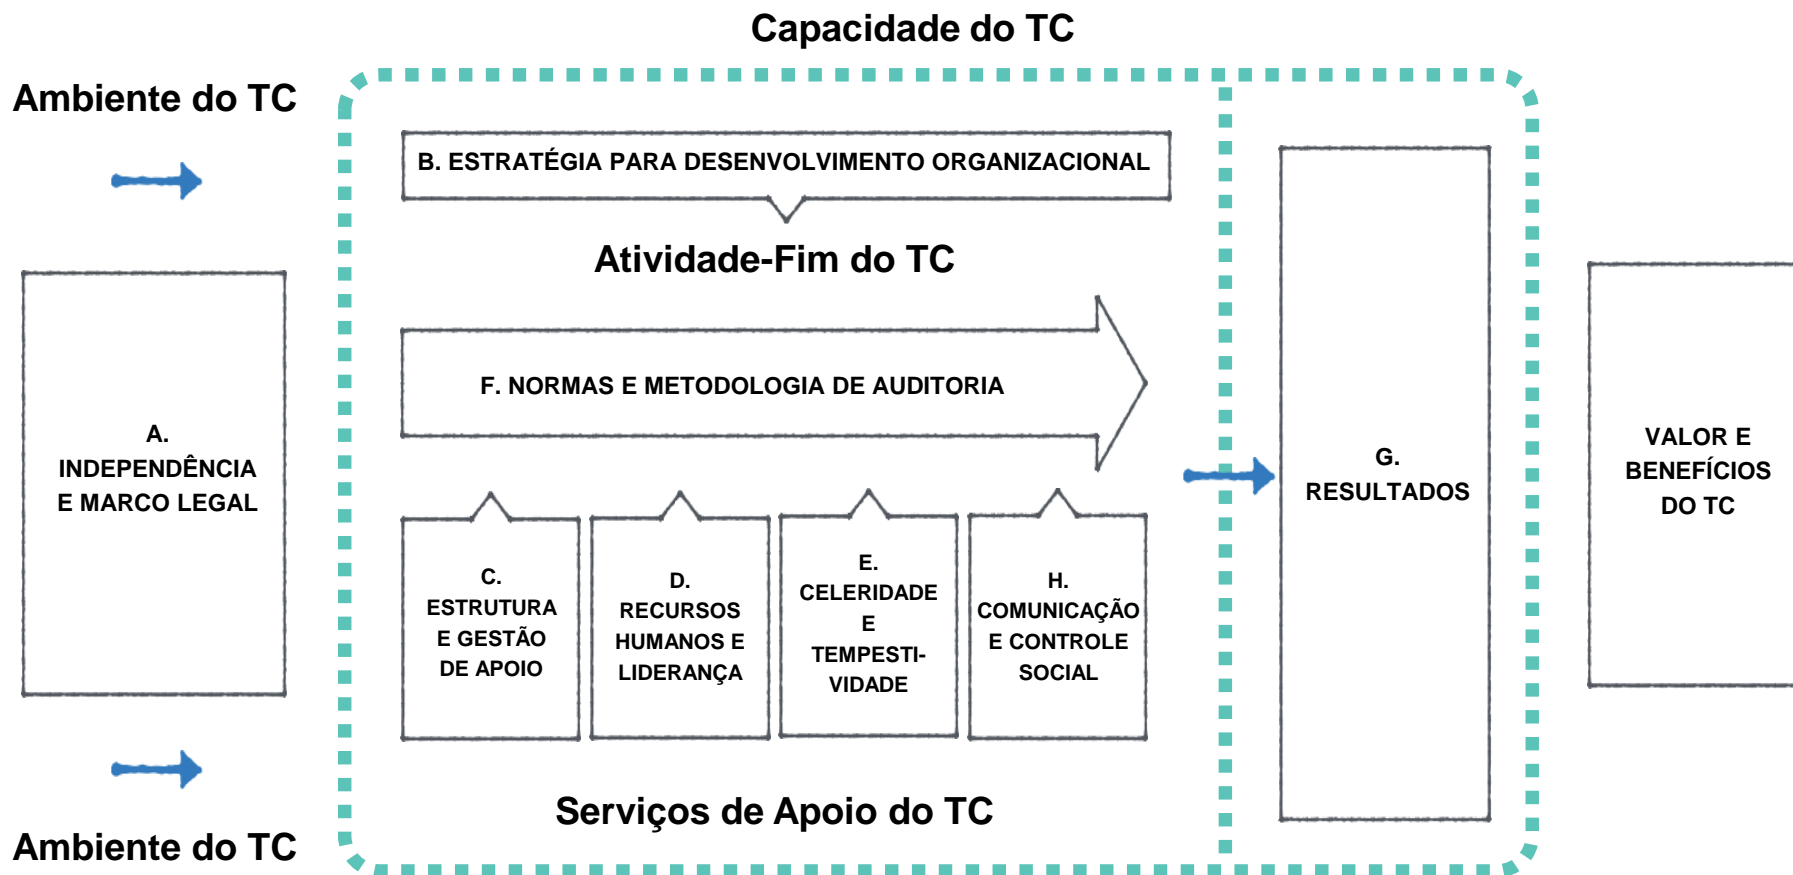 Capacidade do TC
Ambiente do TC
B. ESTRATÉGIA PARA DESENVOLVIMENTO ORGANIZACIONAL
Atividade-Fim do TC
F. NORMAS E METODOLOGIA DE AUDITORIA
A.
INDEPENDÊNCIA
E MARCO LEGAL
C.
ESTRUTURA
E GESTÃO
DE APOIO
D.
RECURSOS
HUMANOS E
LIDERANÇA
E.
CELERIDADE
E
TEMPESTI-
VIDADE
H.
COMUNICAÇÃO
E CONTROLE
SOCIAL
G.
RESULTADOS
VALOR E
BENEFÍCIOS
DO TC
Serviços de Apoio do TC
Ambiente do TC